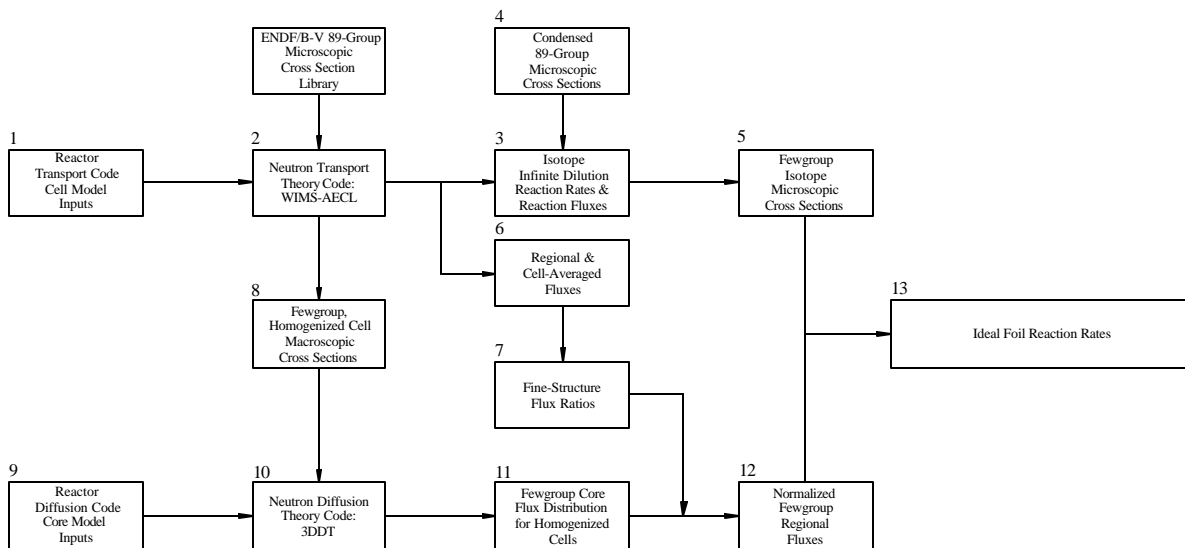 4
ENDF/B-V 89-Group
Microscopic
Cross Section
Library
Condensed
89-Group
Microscopic
Cross Sections
1
2
3
5
Reactor
Transport Code
Cell Model
Inputs
Neutron Transport
Theory Code:
WIMS-AECL
Isotope
Infinite Dilution
Reaction Rates &
Reaction Fluxes
Fewgroup
Isotope
Microscopic
Cross Sections
6
Regional &
Cell-Averaged
Fluxes
8
Fewgroup,
Homogenized Cell
Macroscopic
Cross Sections
13
Ideal Foil Reaction Rates
7
Fine-Structure
Flux Ratios
9
10
11
12
Reactor
Diffusion Code
Core Model
Inputs
Neutron Diffusion
Theory Code:
3DDT
Fewgroup Core
Flux Distribution
for Homogenized
Cells
Normalized
Fewgroup
Regional
Fluxes